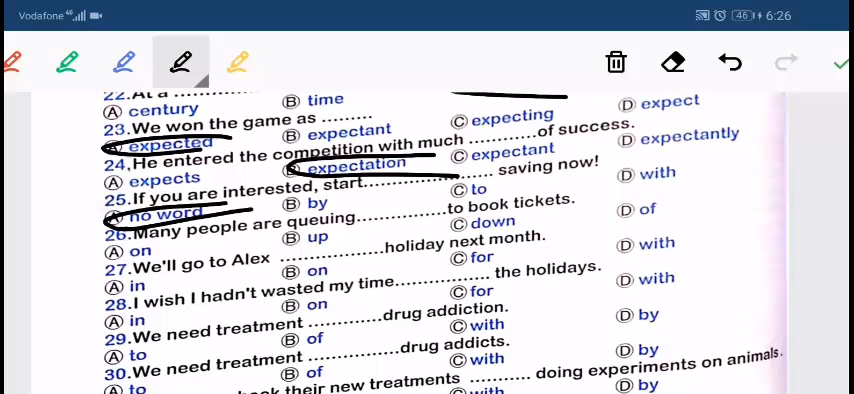 Vodafone 46 6:26
22.At a ..............
Ⓐ century Ⓑ time
23.We won the game as .........
Ⓐ expected Ⓑ expectant Ⓒ expecting Ⓓ expect
24,He entered the competition with much ...........of success.
Ⓐ expects Ⓑ expectation Ⓒ expectant Ⓓ expectantly
25.If you are interested, start........................ saving now!
Ⓐ no word Ⓑ by Ⓒ to Ⓓ with
26.Many people are queuing...............to book tickets.
Ⓐ on Ⓑ up Ⓒ down Ⓓ of
27.We'll go to Alex .................holiday next month.
Ⓐ in Ⓑ on Ⓒ for Ⓓ with
28.I wish I hadn't wasted my time............... the holidays.
Ⓐ in Ⓑ on Ⓒ for Ⓓ with
29.We need treatment ............drug addiction.
Ⓐ to Ⓑ of Ⓒ with Ⓓ by
30.We need treatment ...............drug addicts.
Ⓐ to Ⓑ of Ⓒ with Ⓓ by
their new treatments ........... doing experiments on animals.
Ⓒ with Ⓓ by